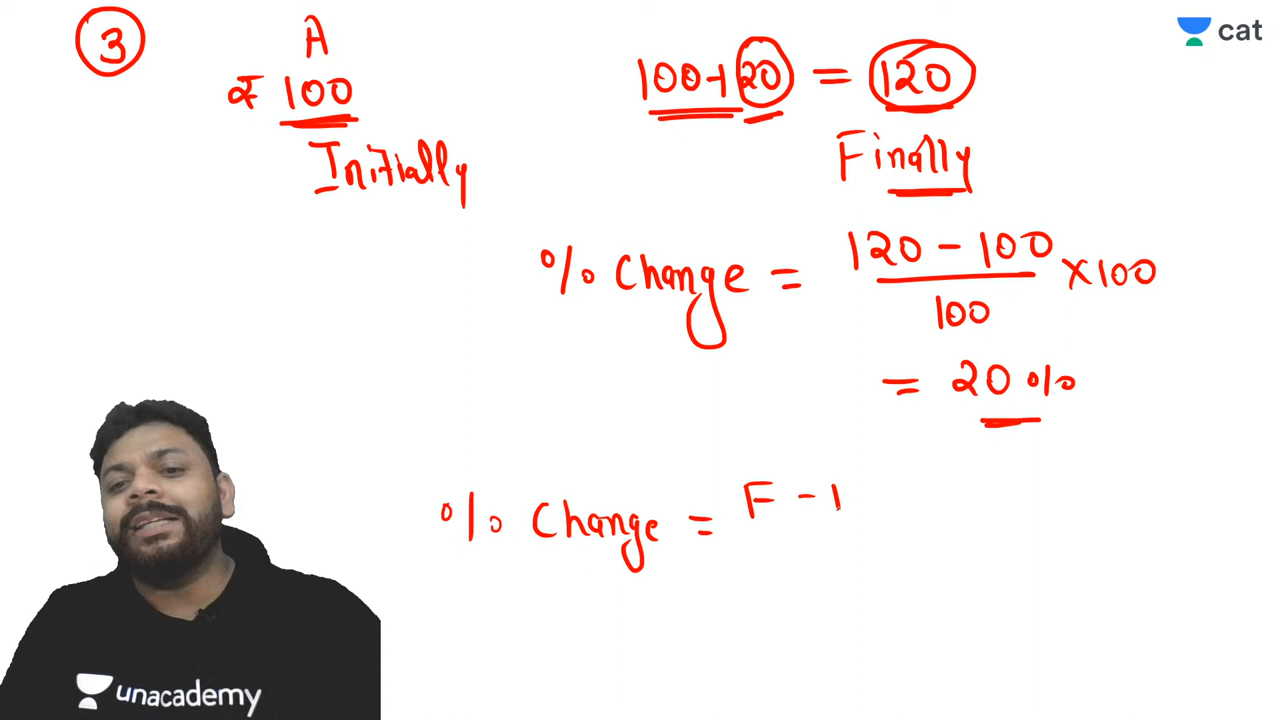 cat
3
A
₹ 100
Initially
100+20 = 120
Finally
% Change = 120 - 100 / 100 × 100
= 20 %
% Change = F - I
unacademy